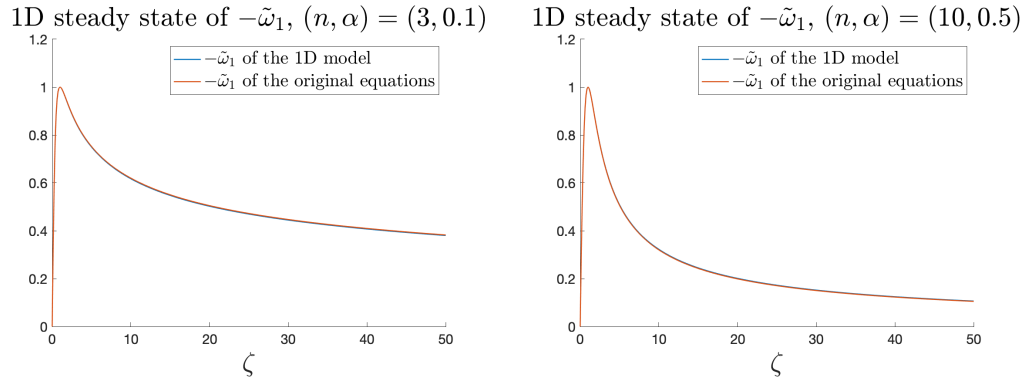 1D steady state of −ω̃₁, (n, α) = (3, 0.1)
1.2
1
0.8
0.6
0.4
0.2
0
0 10 20 30 40 50
ζ
−ω̃₁ of the 1D model
−ω̃₁ of the original equations
1D steady state of −ω̃₁, (n, α) = (10, 0.5)
1.2
1
0.8
0.6
0.4
0.2
0
0 10 20 30 40 50
ζ
−ω̃₁ of the 1D model
−ω̃₁ of the original equations